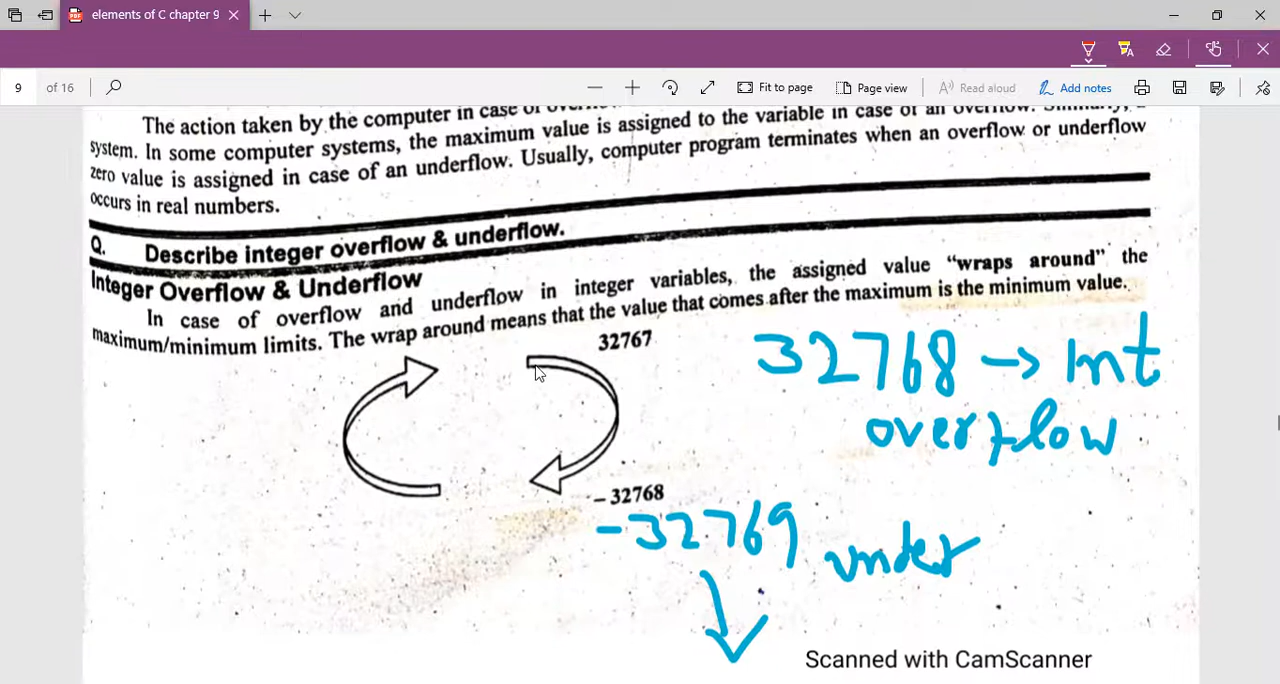 elements of C chapter 9
9 of 16
Fit to page
Page view
Read aloud
Add notes
The action taken by the computer in case of
system. In some computer systems, the maximum value is assigned to the variable in case of an overflow.
zero value is assigned in case of an underflow. Usually, computer program terminates when an overflow or underflow
occurs in real numbers.
Q. Describe integer overflow & underflow.
Integer Overflow & Underflow
In case of overflow and underflow in integer variables, the assigned value “wraps around” the
maximum/minimum limits. The wrap around means that the value that comes after the maximum is the minimum value.
32767
32768 → Int
overflow
– 32768
-32769 under
Scanned with CamScanner